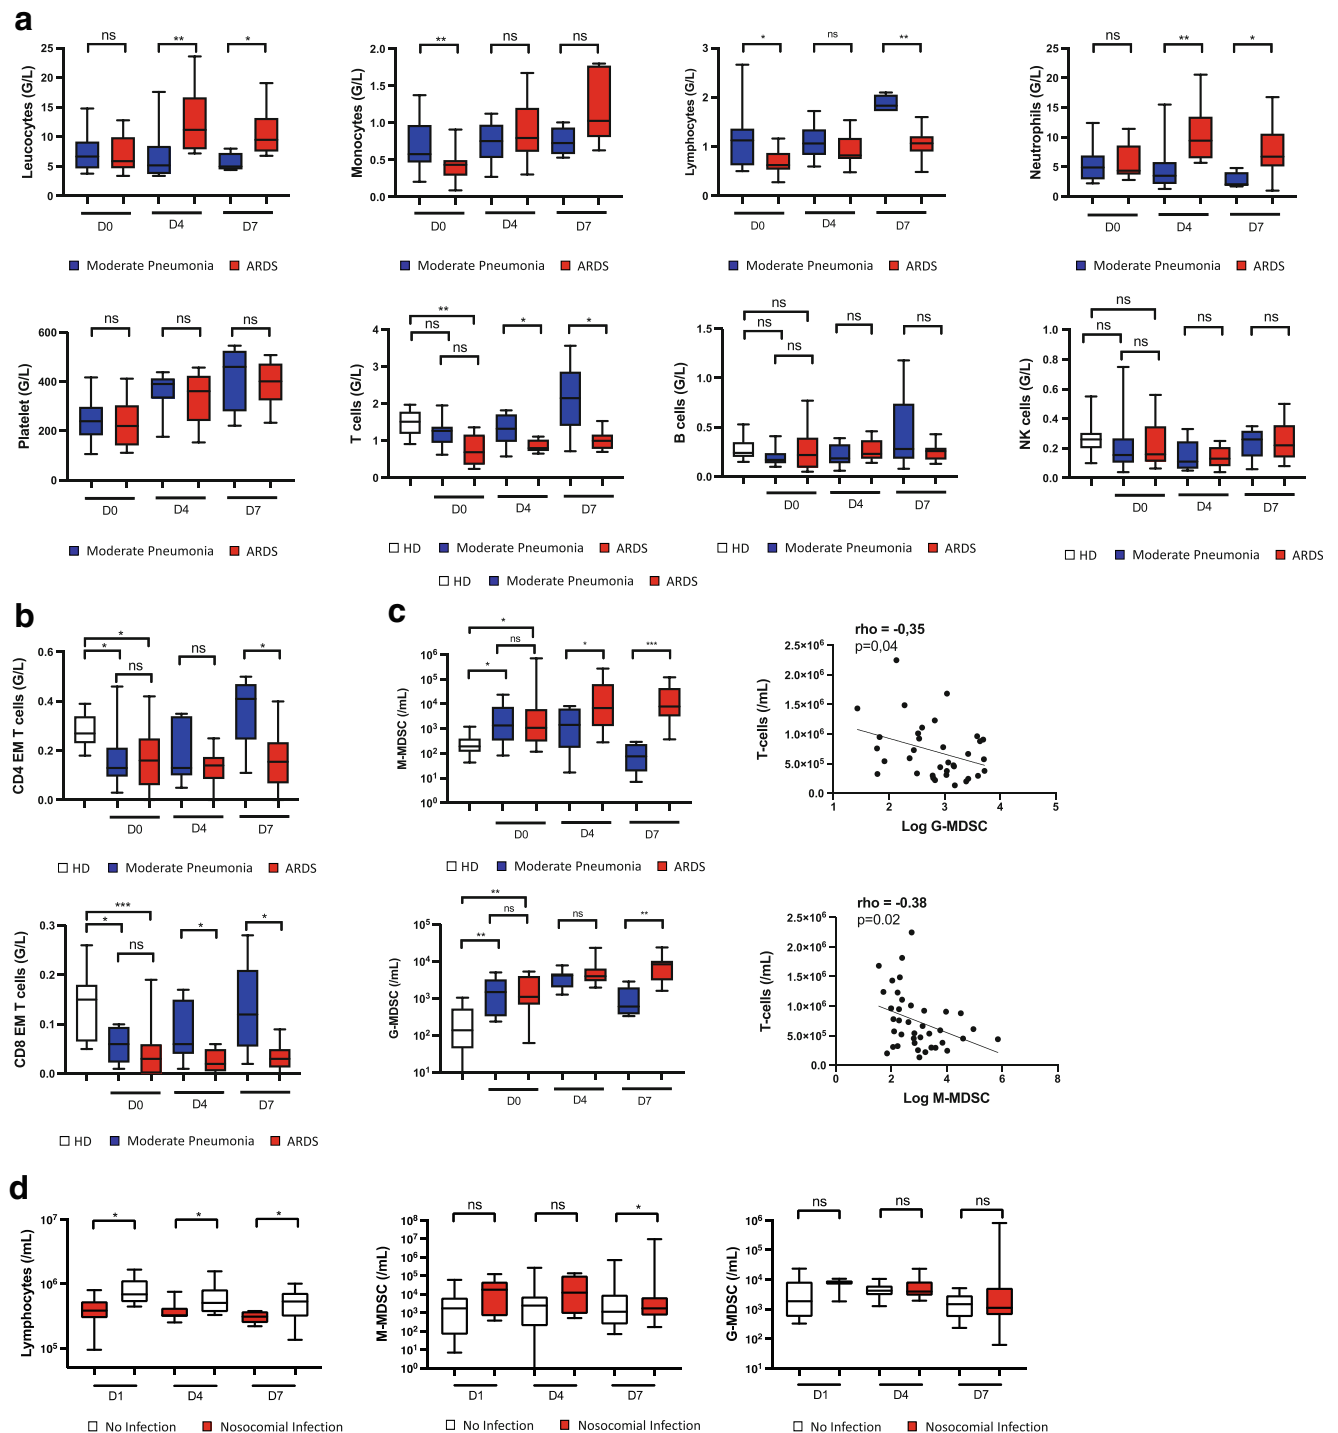 a
ns
**
*
Leucocytes (G/L)
25
20
15
10
5
0
D0
D4
D7
Moderate Pneumonia
ARDS
**
ns
ns
Monocytes (G/L)
2.0
1.5
1.0
0.5
0.0
D0
D4
D7
Moderate Pneumonia
ARDS
*
ns
**
Lymphocytes (G/L)
3
2
1
0
D0
D4
D7
Moderate Pneumonia
ARDS
ns
**
*
Neutrophils (G/L)
25
20
15
10
5
0
D0
D4
D7
Moderate Pneumonia
ARDS
ns
ns
ns
Platelet (G/L)
600
400
200
0
D0
D4
D7
Moderate Pneumonia
ARDS
**
ns
ns
*
*
T cells (G/L)
4
3
2
1
0
D0
D4
D7
HD
Moderate Pneumonia
ARDS
ns
ns
ns
ns
ns
B cells (G/L)
1.5
1.0
0.5
0.0
D0
D4
D7
HD
Moderate Pneumonia
ARDS
ns
ns
ns
ns
ns
NK cells (G/L)
1.0
0.8
0.6
0.4
0.2
0.0
D0
D4
D7
HD
Moderate Pneumonia
ARDS
HD
Moderate Pneumonia
ARDS
b
*
*
ns
ns
*
CD4 EM T cells (G/L)
0.6
0.4
0.2
0.0
D0
D4
D7
HD
Moderate Pneumonia
ARDS
***
*
ns
*
*
CD8 EM T cells (G/L)
0.3
0.2
0.1
0.0
D0
D4
D7
HD
Moderate Pneumonia
ARDS
c
*
ns
*
*
***
M-MDSC (/mL)
10⁶
10⁵
10⁴
10³
10²
10¹
10⁰
D0
D4
D7
HD
Moderate Pneumonia
ARDS
rho = -0,35
p=0,04
T-cells (/mL)
2.5×10⁶
2.0×10⁶
1.5×10⁶
1.0×10⁶
5.0×10⁵
0.0
1
2
3
4
5
Log G-MDSC
**
ns
**
ns
**
G-MDSC (/mL)
10⁵
10⁴
10³
10²
10¹
D0
D4
D7
rho = -0.38
p=0.02
T-cells (/mL)
2.5×10⁶
2.0×10⁶
1.5×10⁶
1.0×10⁶
5.0×10⁵
0.0
0
2
4
6
8
Log M-MDSC
d
*
*
*
Lymphocytes (/mL)
10⁷
10⁶
10⁵
D1
D4
D7
No Infection
Nosocomial Infection
ns
ns
*
M-MDSC (/mL)
10⁸
10⁷
10⁶
10⁵
10⁴
10³
10²
10¹
10⁰
D1
D4
D7
No Infection
Nosocomial Infection
ns
ns
ns
G-MDSC (/mL)
10⁶
10⁵
10⁴
10³
10²
10¹
D1
D4
D7
No Infection
Nosocomial Infection